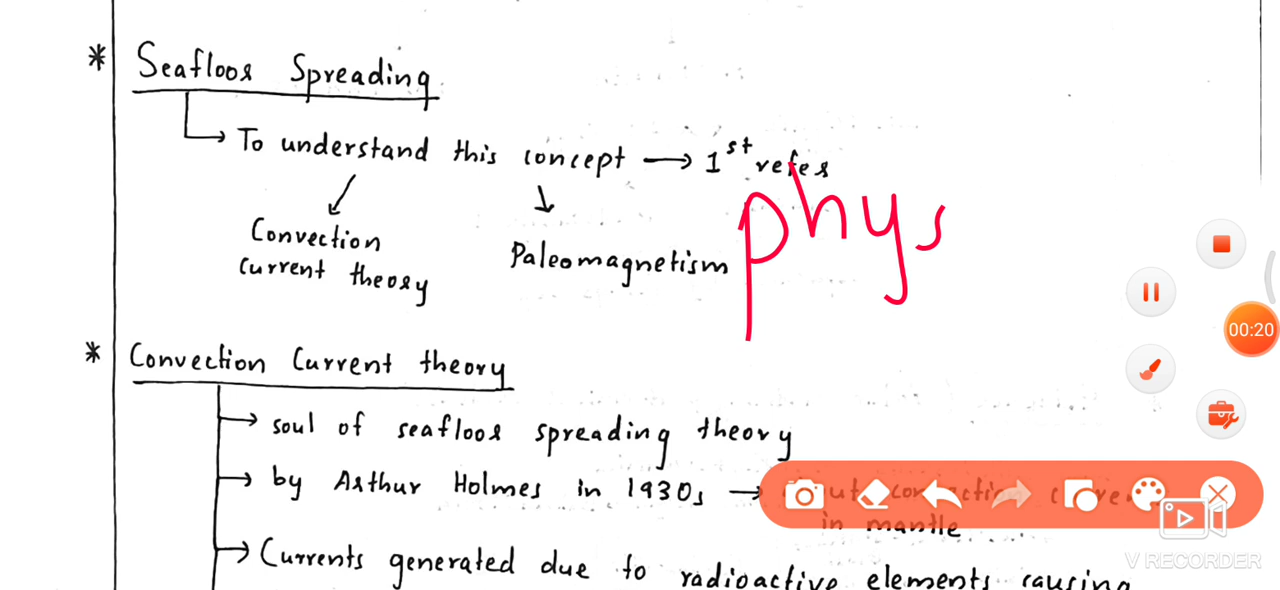 * Seafloor Spreading
To understand this concept → 1st refer
Convection current theory
Paleomagnetism
phys
* Convection Current theory
→ soul of seafloor spreading theory
→ by Arthur Holmes in 1930s →
in mantle
→ Currents generated due to radioactive elements causing
00:20
V RECORDER